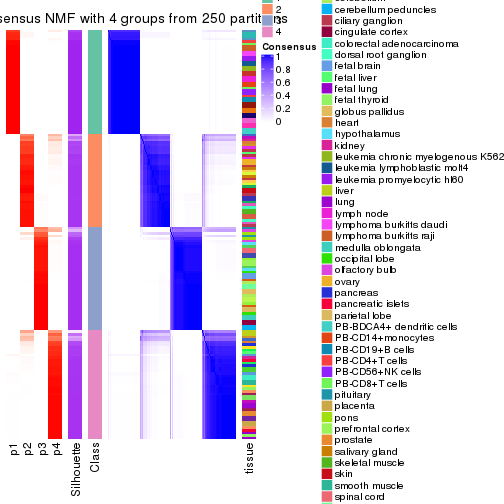 sensus NMF with 4 groups from 250 partitions
2
4
Consensus
1
0.8
0.6
0.4
0.2
0
p1
p2
p3
p4
Silhouette
Class
tissue
cerebellum peduncles
ciliary ganglion
cingulate cortex
colorectal adenocarcinoma
dorsal root ganglion
fetal brain
fetal liver
fetal lung
fetal thyroid
globus pallidus
heart
hypothalamus
kidney
leukemia chronic myelogenous K562
leukemia lymphoblastic molt4
leukemia promyelocytic hl60
liver
lung
lymph node
lymphoma burkitts daudi
lymphoma burkitts raji
medulla oblongata
occipital lobe
olfactory bulb
ovary
pancreas
pancreatic islets
parietal lobe
PB-BDCA4+ dendritic cells
PB-CD14+monocytes
PB-CD19+B cells
PB-CD4+T cells
PB-CD56+NK cells
PB-CD8+T cells
pituitary
placenta
pons
prefrontal cortex
prostate
salivary gland
skeletal muscle
skin
smooth muscle
spinal cord